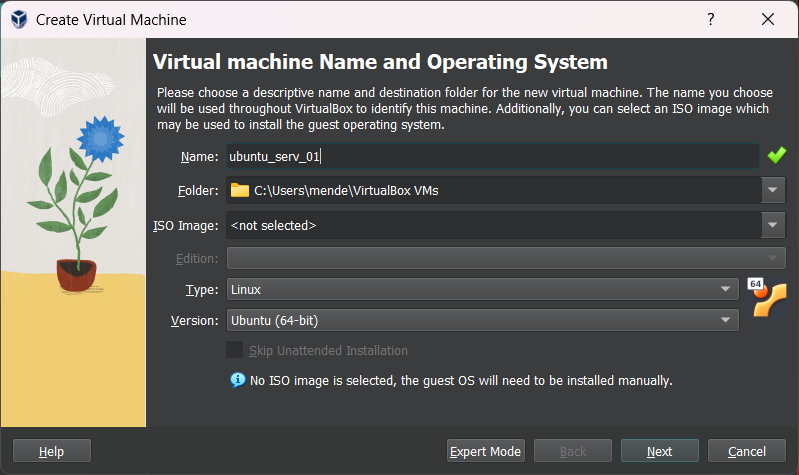 Create Virtual Machine
?
Virtual machine Name and Operating System
Please choose a descriptive name and destination folder for the new virtual machine. The name you choose
will be used throughout VirtualBox to identify this machine. Additionally, you can select an ISO image which
may be used to install the guest operating system.
Name: ubuntu_serv_01
Folder: C:\Users\mende\VirtualBox VMs
ISO Image: <not selected>
Edition:
Type: Linux
64
Version: Ubuntu (64-bit)
Skip Unattended Installation
No ISO image is selected, the guest OS will need to be installed manually.
Help Expert Mode Back Next Cancel